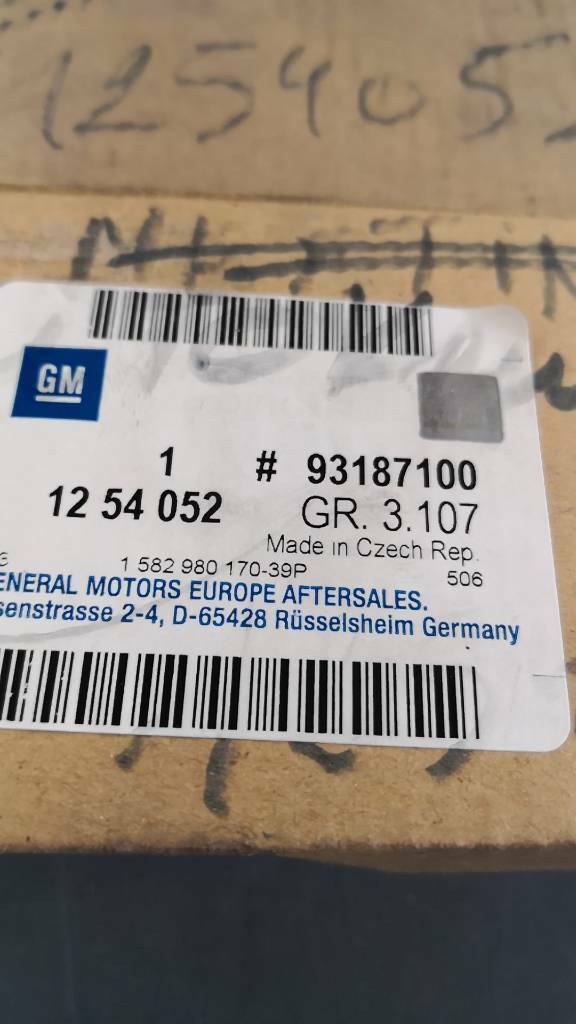 125405
GM
1 # 93187100
12 54 052 GR. 3.107
Made in Czech Rep.
1 582 980 170-39P 506
ENERAL MOTORS EUROPE AFTERSALES.
senstrasse 2-4, D-65428 Rüsselsheim Germany